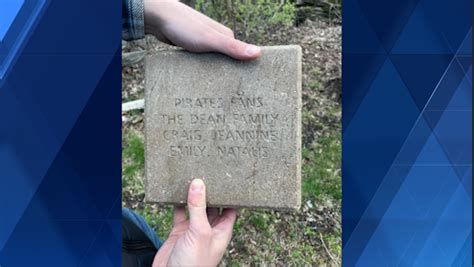 PIRATES FANS
THE DEAN FAMILY
CRAIG JEANNINE
EMILY, NATALIE